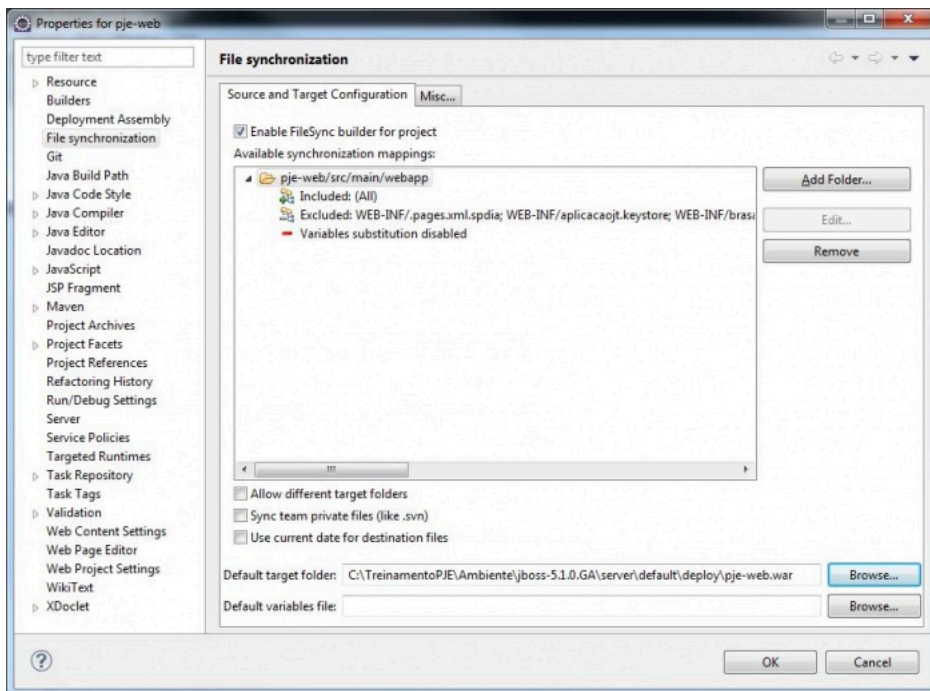 Properties for pje-web
type filter text
Resource
Builders
Deployment Assembly
File synchronization
Git
Java Build Path
Java Code Style
Java Compiler
Java Editor
Javadoc Location
JavaScript
JSP Fragment
Maven
Project Archives
Project Facets
Project References
Refactoring History
Run/Debug Settings
Server
Service Policies
Targeted Runtimes
Task Repository
Task Tags
Validation
Web Content Settings
Web Page Editor
Web Project Settings
WikiText
XDoclet
File synchronization
Source and Target Configuration
Misc...
Enable FileSync builder for project
Available synchronization mappings:
pje-web/src/main/webapp
Included: (All)
Excluded: WEB-INF/.pages.xml.spdia; WEB-INF/aplicacaojt.keystore; WEB-INF/brasa
Variables substitution disabled
Add Folder...
Edit...
Remove
Allow different target folders
Sync team private files (like .svn)
Use current date for destination files
Default target folder: C:\TreinamentoPJE\Ambiente\jboss-5.1.0.GA\server\default\deploy\pje-web.war Browse...
Default variables file: Browse...
OK Cancel